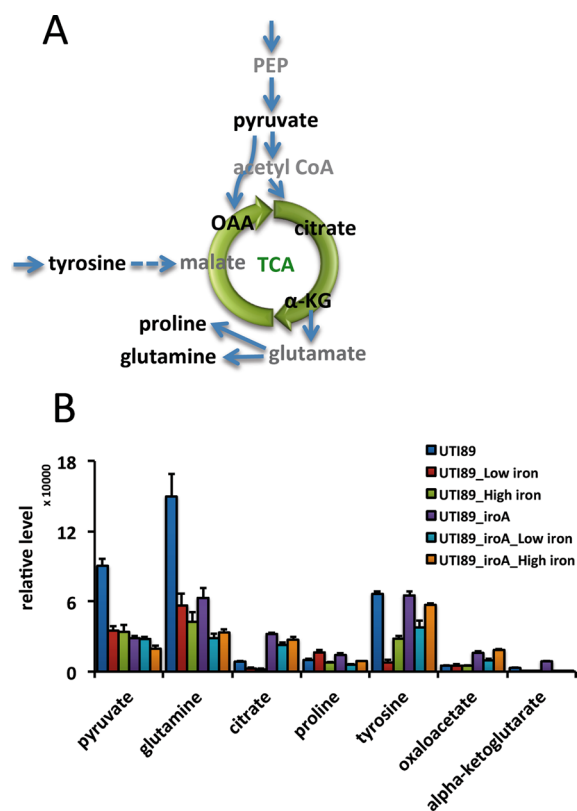 A
PEP
pyruvate
acetyl CoA
OAA
citrate
tyrosine
malate
TCA
α-KG
proline
glutamine
glutamate
B
UTI89
UTI89_Low iron
UTI89_High iron
UTI89_iroA
UTI89_iroA_Low iron
UTI89_iroA_High iron
x 10000
relative level
18
12
6
0
pyruvate
glutamine
citrate
proline
tyrosine
oxaloacetate
alpha-ketoglutarate